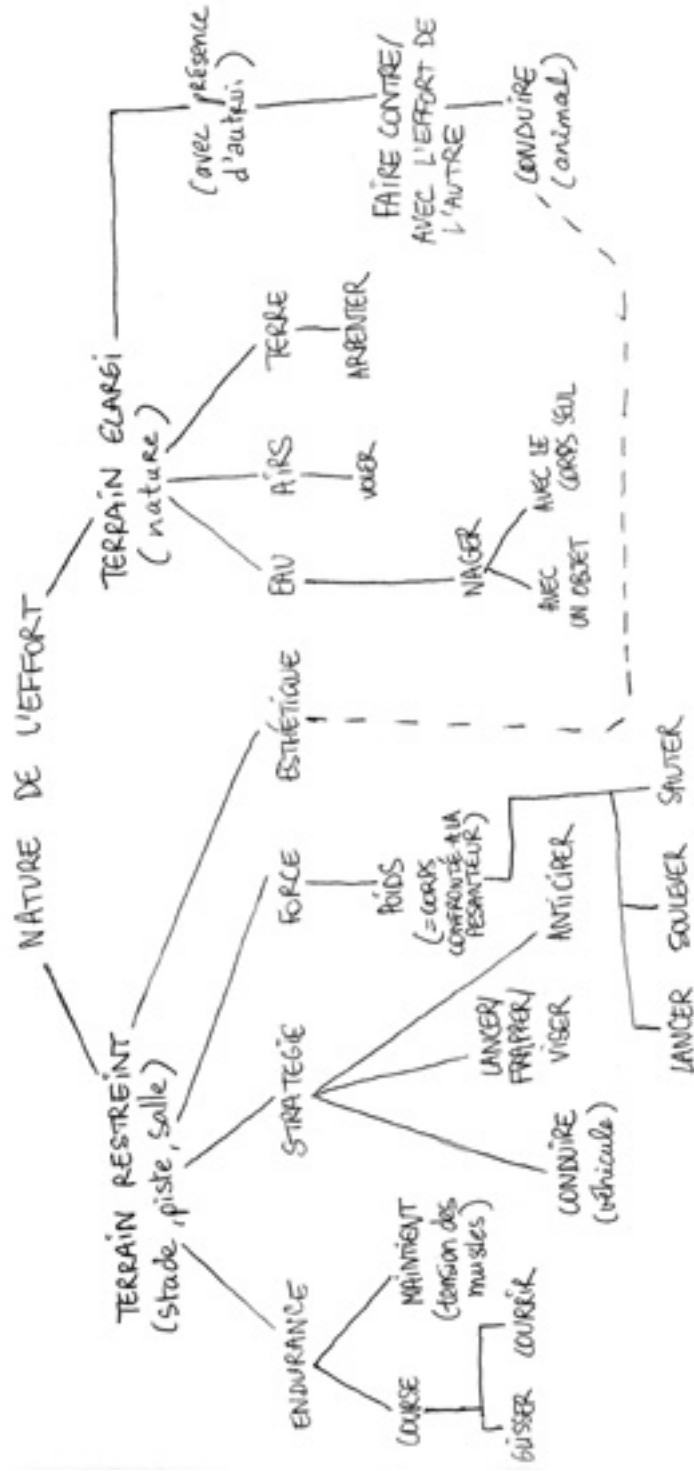 NATURE DE L'EFFORT
TERRAIN RESTREINT
(stade, piste, salle)
TERRAIN ELARGI
(nature)
ENDURANCE
STRATEGIE
FORCE
ESTHÉTIQUE
EAU
AIRS
TERRE
(avec présence
d'autrui)
COURSE
MAINTIENT
(tension des
muscles)
GLISSER
COURRIR
CONDUIRE
(véhicule)
LANCER/
FRAPPER/
VISER
ANTICIPER
POIDS
(= CORPS
CONFRONTÉ A LA
PESANTEUR)
LANCER
SOULEVER
SAUTER
NAGER
AVEC
UN OBJET
AVEC LE
CORPS SEUL
VOLER
ARPENTER
FAIRE CONTRE/
AVEC L'EFFORT DE
L'AUTRE
CONDUIRE
(animal)